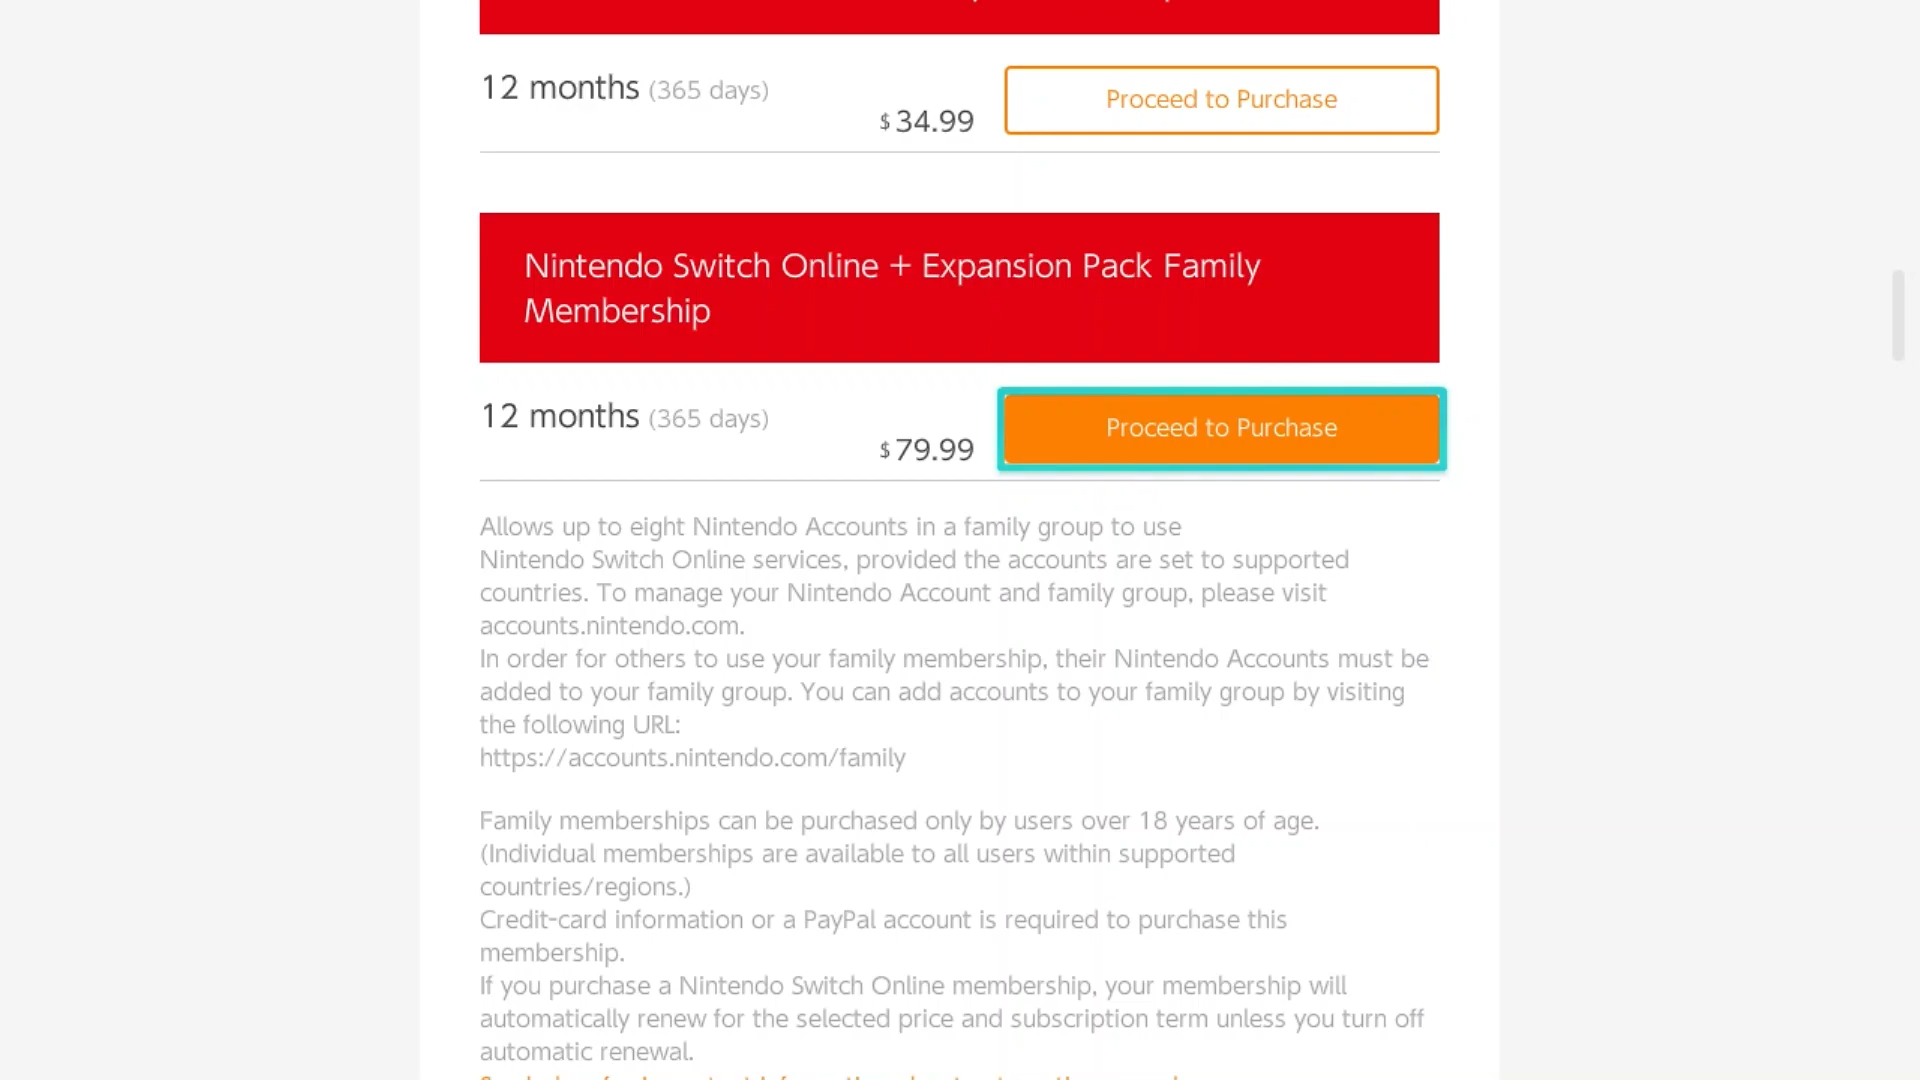 12 months (365 days)
$34.99
Proceed to Purchase
Nintendo Switch Online + Expansion Pack Family
Membership
12 months (365 days)
$79.99
Proceed to Purchase
Allows up to eight Nintendo Accounts in a family group to use
Nintendo Switch Online services, provided the accounts are set to supported
countries. To manage your Nintendo Account and family group, please visit
accounts.nintendo.com.
In order for others to use your family membership, their Nintendo Accounts must be
added to your family group. You can add accounts to your family group by visiting
the following URL:
https://accounts.nintendo.com/family
Family memberships can be purchased only by users over 18 years of age.
(Individual memberships are available to all users within supported
countries/regions.)
Credit-card information or a PayPal account is required to purchase this
membership.
If you purchase a Nintendo Switch Online membership, your membership will
automatically renew for the selected price and subscription term unless you turn off
automatic renewal.